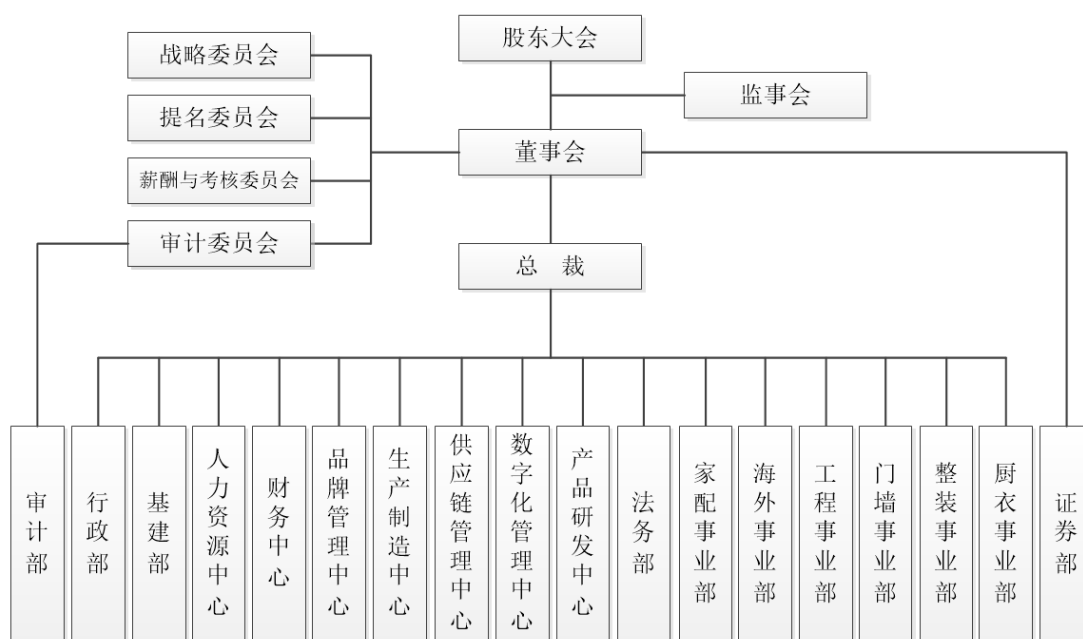 股东大会
战略委员会
监事会
提名委员会
董事会
薪酬与考核委员会
审计委员会
总 裁
审计部
行政部
基建部
人力资源中心
财务中心
品牌管理中心
生产制造中心
供应链管理中心
数字化管理中心
产品研发中心
法务部
家配事业部
海外事业部
工程事业部
门墙事业部
整装事业部
厨衣事业部
证券部